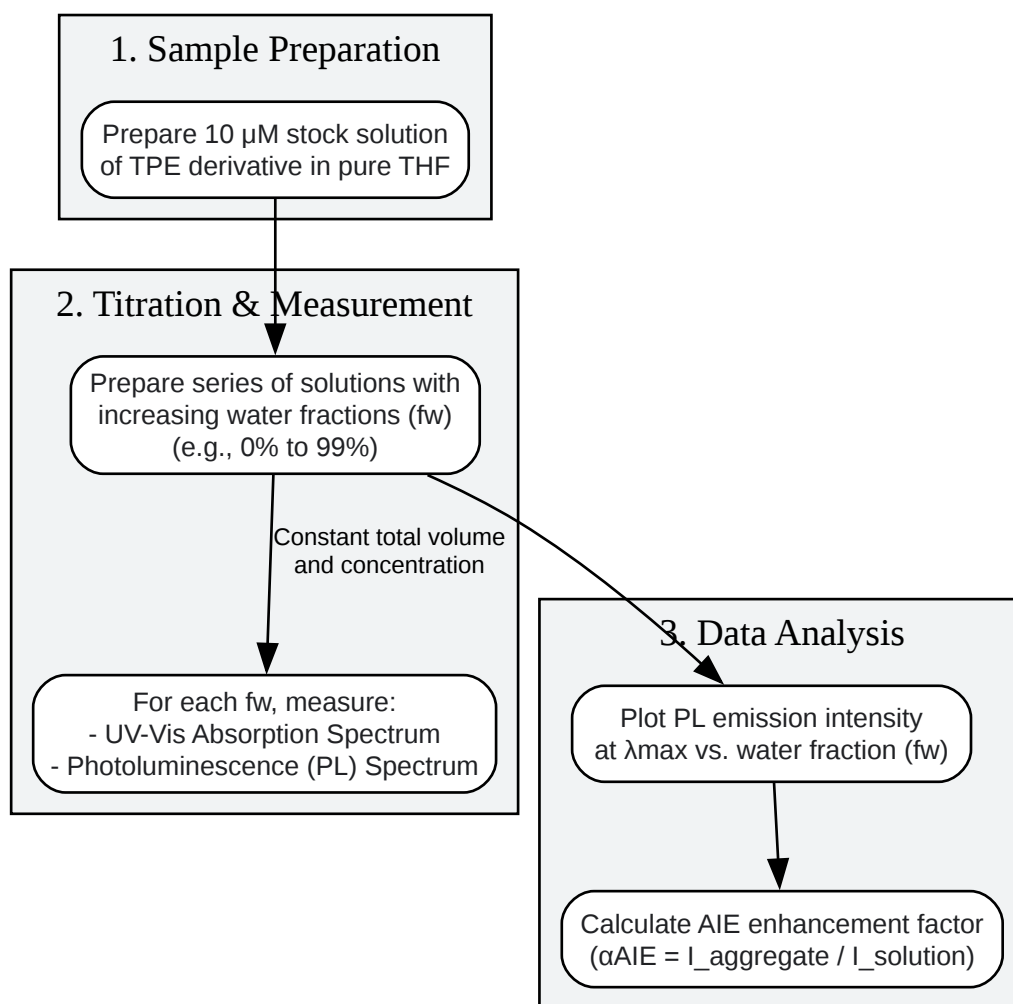 1. Sample Preparation
Prepare 10 μM stock solution
of TPE derivative in pure THF
2. Titration & Measurement
Prepare series of solutions with
increasing water fractions (fw)
(e.g., 0% to 99%)
Constant total volume
and concentration
For each fw, measure:
- UV-Vis Absorption Spectrum
- Photoluminescence (PL) Spectrum
3. Data Analysis
Plot PL emission intensity
at λmax vs. water fraction (fw)
Calculate AIE enhancement factor
(αAIE = I_aggregate / I_solution)